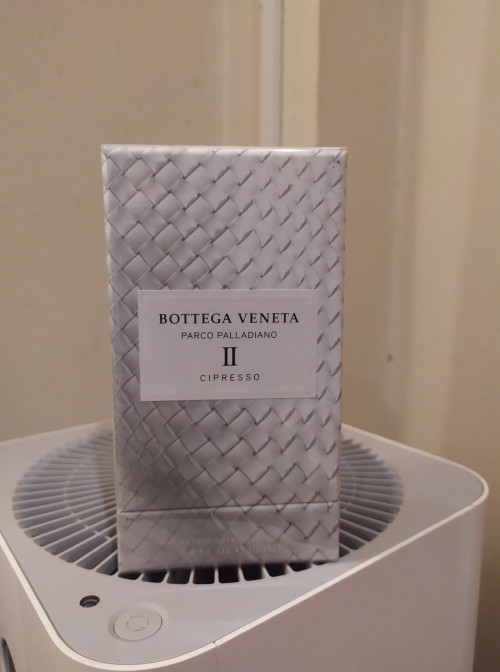 BOTTEGA VENETA
PARCO PALLADIANO
II
CIPRESSO